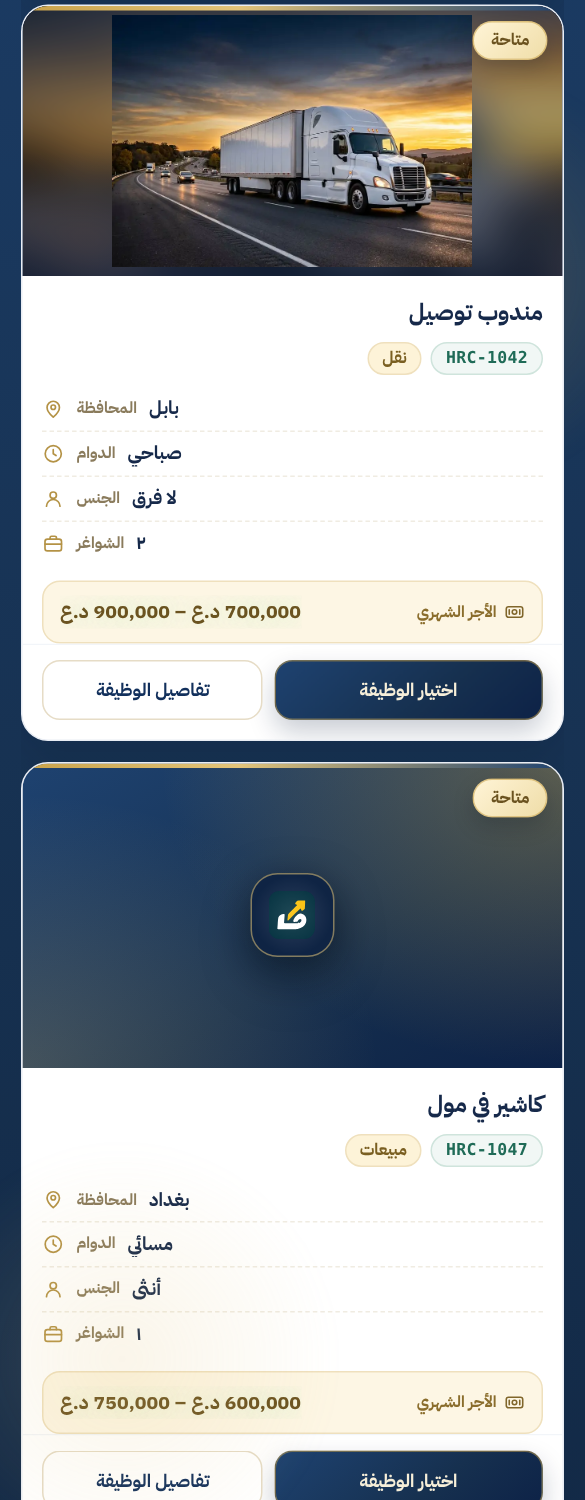 متاحة
مندوب توصيل
HRC-1042 نقل
المحافظة بابل
الدوام صباحي
الجنس لا فرق
الشواغر ٢
الأجر الشهري 700,000 د.ع – 900,000 د.ع
اختيار الوظيفة تفاصيل الوظيفة
متاحة
كاشير في مول
HRC-1047 مبيعات
المحافظة بغداد
الدوام مسائي
الجنس أنثى
الشواغر ١
الأجر الشهري 600,000 د.ع – 750,000 د.ع
اختيار الوظيفة تفاصيل الوظيفة